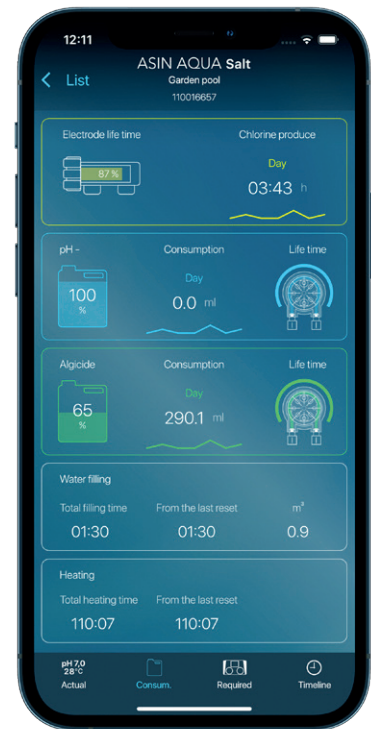 12:11
ASIN AQUA Salt
List
Garden pool
110016657
Electrode life time Chlorine produce
87 %
Day
03:43 h
pH - Consumption Life time
Day
100
%
0.0 ml
Algicide Consumption Life time
Day
65
%
290.1 ml
Water filling
Total filling time From the last reset m³
01:30 01:30 0.9
Heating
Total heating time From the last reset
110:07 110:07
pH 7,0
28°C
Actual Consum. Required Timeline